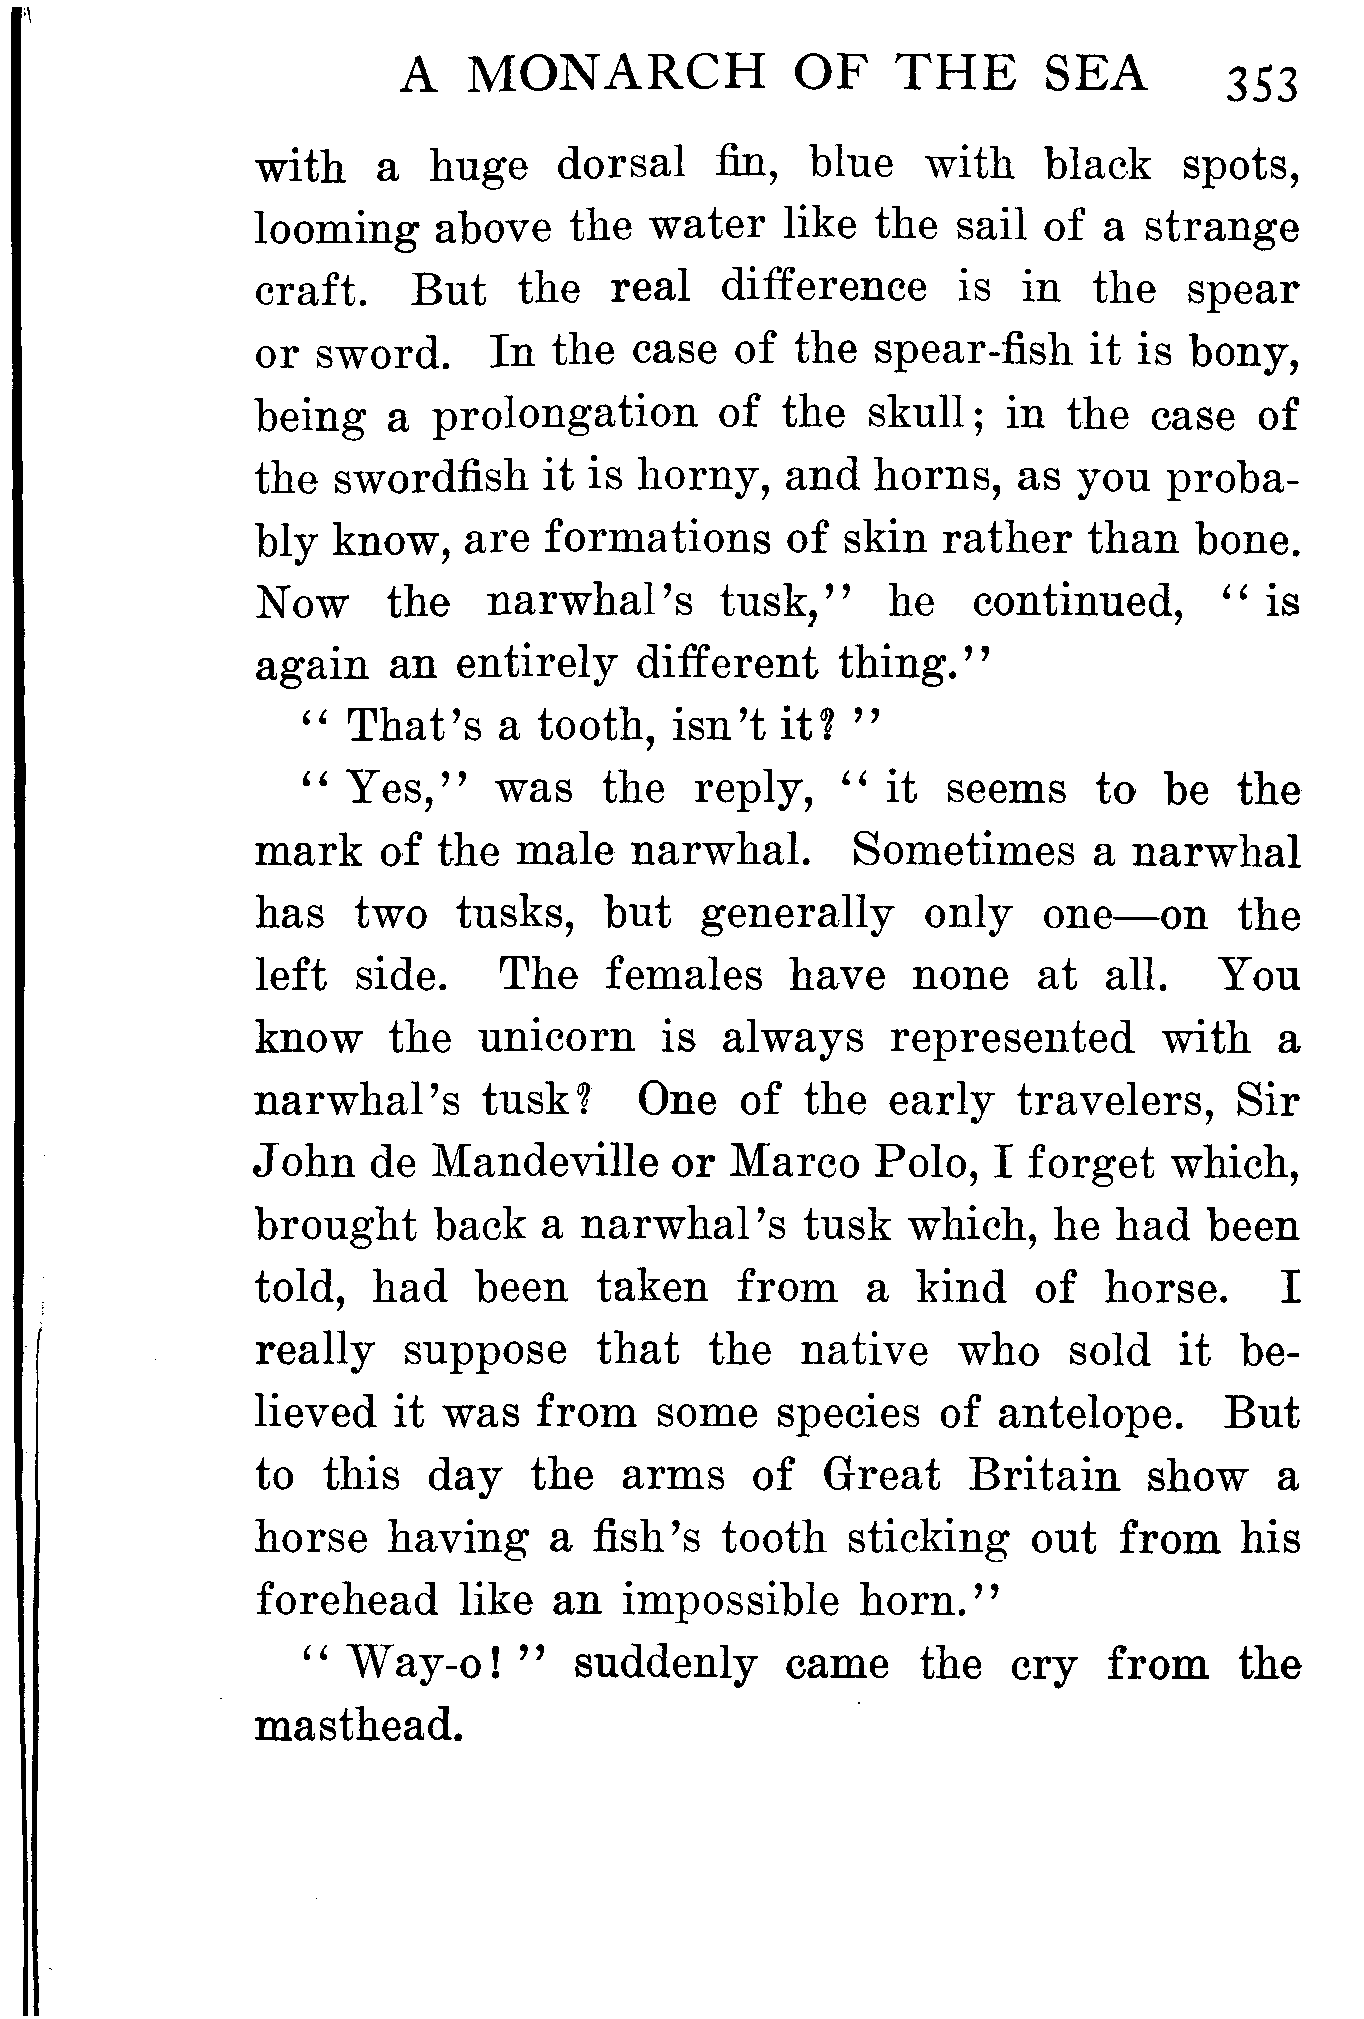 A MONARCH OF THE SEA 353
with a huge dorsal fin, blue with black spots,
looming above the water like the sail of a strange
craft. But the real difference is in the spear
or sword. In the case of the spear-fish it is bony,
being a prolongation of the skull; in the case of
the swordfish it is horny, and horns, as you proba-
bly know, are formations of skin rather than bone.
Now the narwhal's tusk," he continued, "is
again an entirely different thing."
"That's a tooth, isn't it?"
"Yes," was the reply, "it seems to be the
mark of the male narwhal. Sometimes a narwhal
has two tusks, but generally only one—on the
left side. The females have none at all. You
know the unicorn is always represented with a
narwhal's tusk? One of the early travelers, Sir
John de Mandeville or Marco Polo, I forget which,
brought back a narwhal's tusk which, he had been
told, had been taken from a kind of horse. I
really suppose that the native who sold it be-
lieved it was from some species of antelope. But
to this day the arms of Great Britain show a
horse having a fish's tooth sticking out from his
forehead like an impossible horn."
"Way-o!" suddenly came the cry from the
masthead.